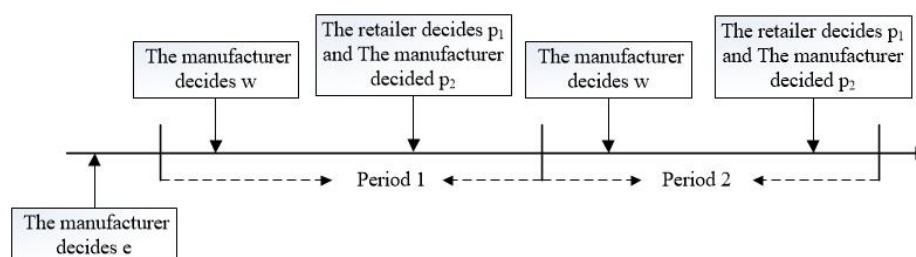 The manufacturer
decides w
The retailer decides p₁
and The manufacturer
decided p₂
The manufacturer
decides w
The retailer decides p₁
and The manufacturer
decided p₂
Period 1
Period 2
The manufacturer
decides e